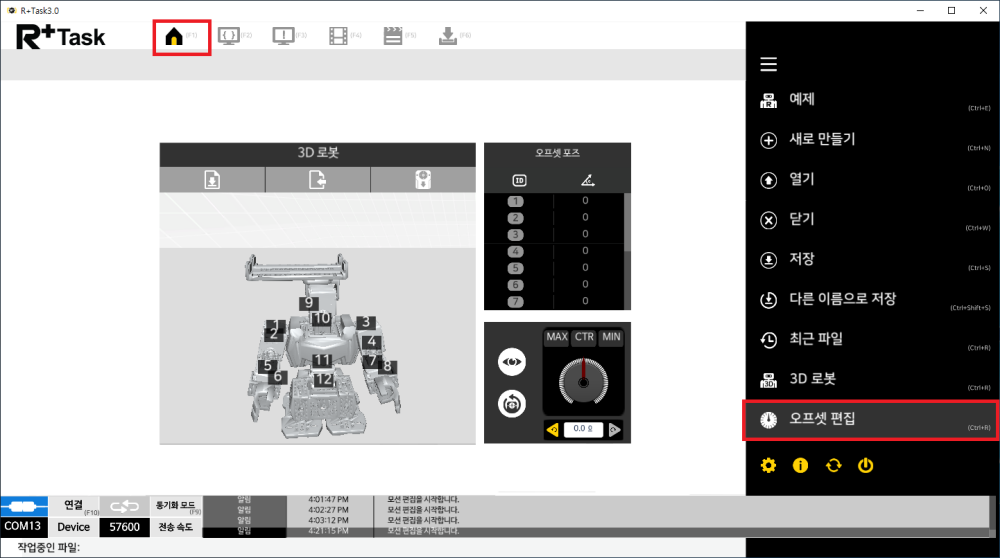 R+Task3.0
R+Task
(F1)
(F2)
(F3)
(F4)
(F5)
(F6)
3D 로봇
9
10
1
2
3
4
11
5
6
7
8
12
오프셋 포즈
ID
1 0
2 0
3 0
4 0
5 0
6 0
7 0
MAX CTR MIN
0.0 º
예제
(Ctrl+E)
새로 만들기
(Ctrl+N)
열기
(Ctrl+O)
닫기
(Ctrl+W)
저장
(Ctrl+S)
다른 이름으로 저장
(Ctrl+Shift+S)
최근 파일
(Ctrl+R)
3D 로봇
(Ctrl+R)
오프셋 편집
(Ctrl+R)
연결
(F10)
동기화 모드
(F9)
COM13
Device
57600
전송 속도
알림 4:01:47 PM 모션 편집을 시작합니다.
알림 4:02:27 PM 모션 편집을 시작합니다.
알림 4:03:12 PM 모션 편집을 시작합니다.
알림 4:21:15 PM 모션 편집을 시작합니다.
작업중인 파일: